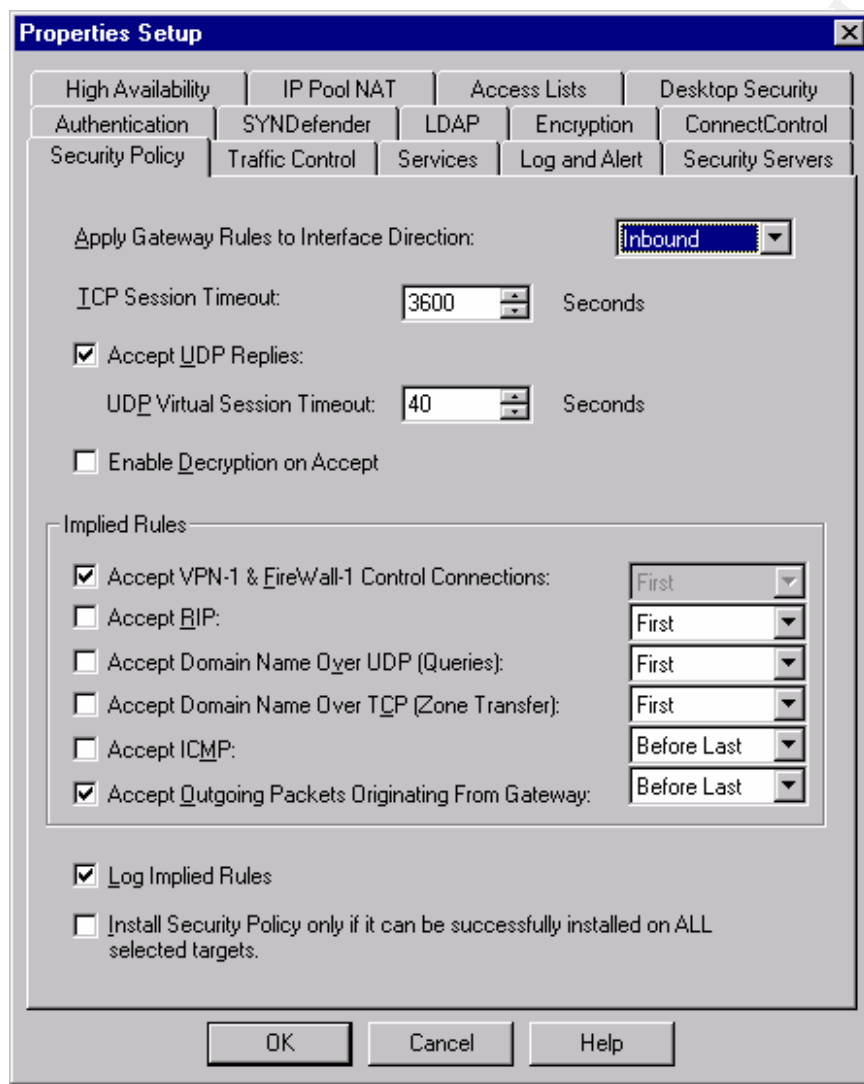 Properties Setup
High Availability IP Pool NAT Access Lists Desktop Security
Authentication SYNDefender LDAP Encryption ConnectControl
Security Policy Traffic Control Services Log and Alert Security Servers
Apply Gateway Rules to Interface Direction: Inbound
TCP Session Timeout: 3600 Seconds
Accept UDP Replies:
UDP Virtual Session Timeout: 40 Seconds
Enable Decryption on Accept
Implied Rules
Accept VPN-1 & FireWall-1 Control Connections: First
Accept RIP: First
Accept Domain Name Over UDP (Queries): First
Accept Domain Name Over TCP (Zone Transfer): First
Accept ICMP: Before Last
Accept Outgoing Packets Originating From Gateway: Before Last
Log Implied Rules
Install Security Policy only if it can be successfully installed on ALL
selected targets.
OK Cancel Help